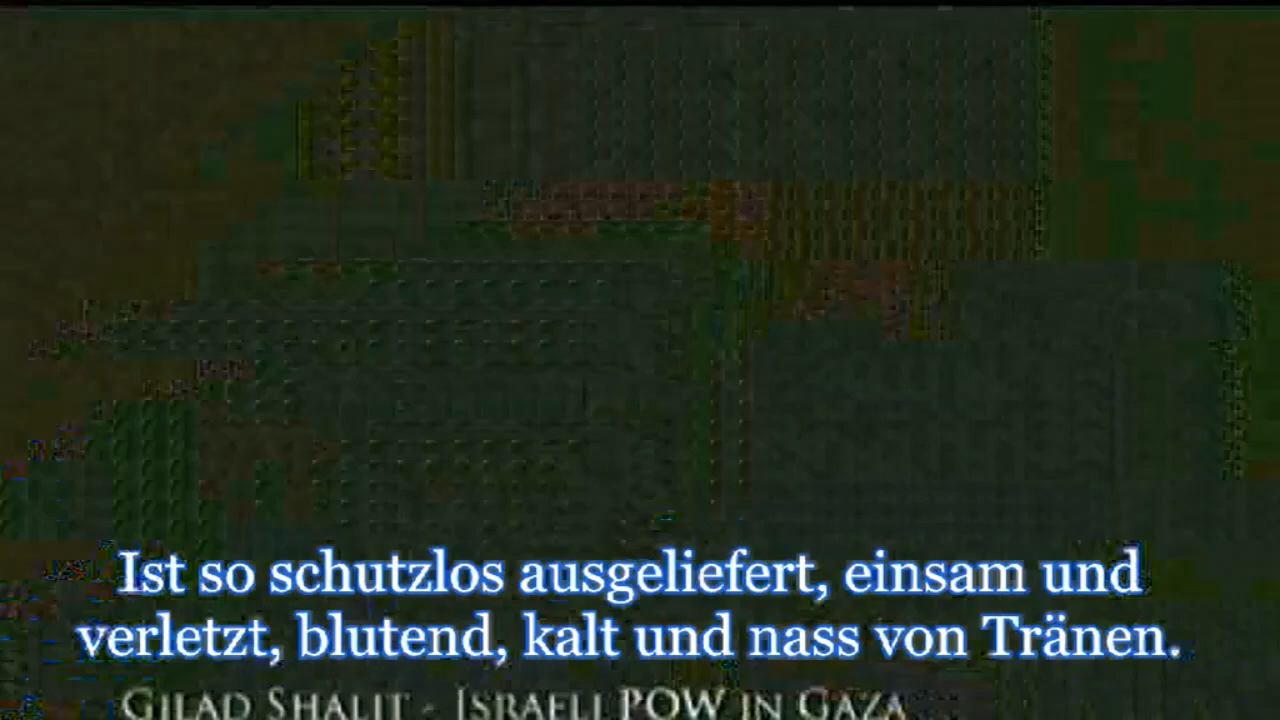 Ist so schutzlos ausgeliefert, einsam und
verletzt, blutend, kalt und nass von Tränen.
GILAD SHALIT - ISRAELI POW IN GAZA